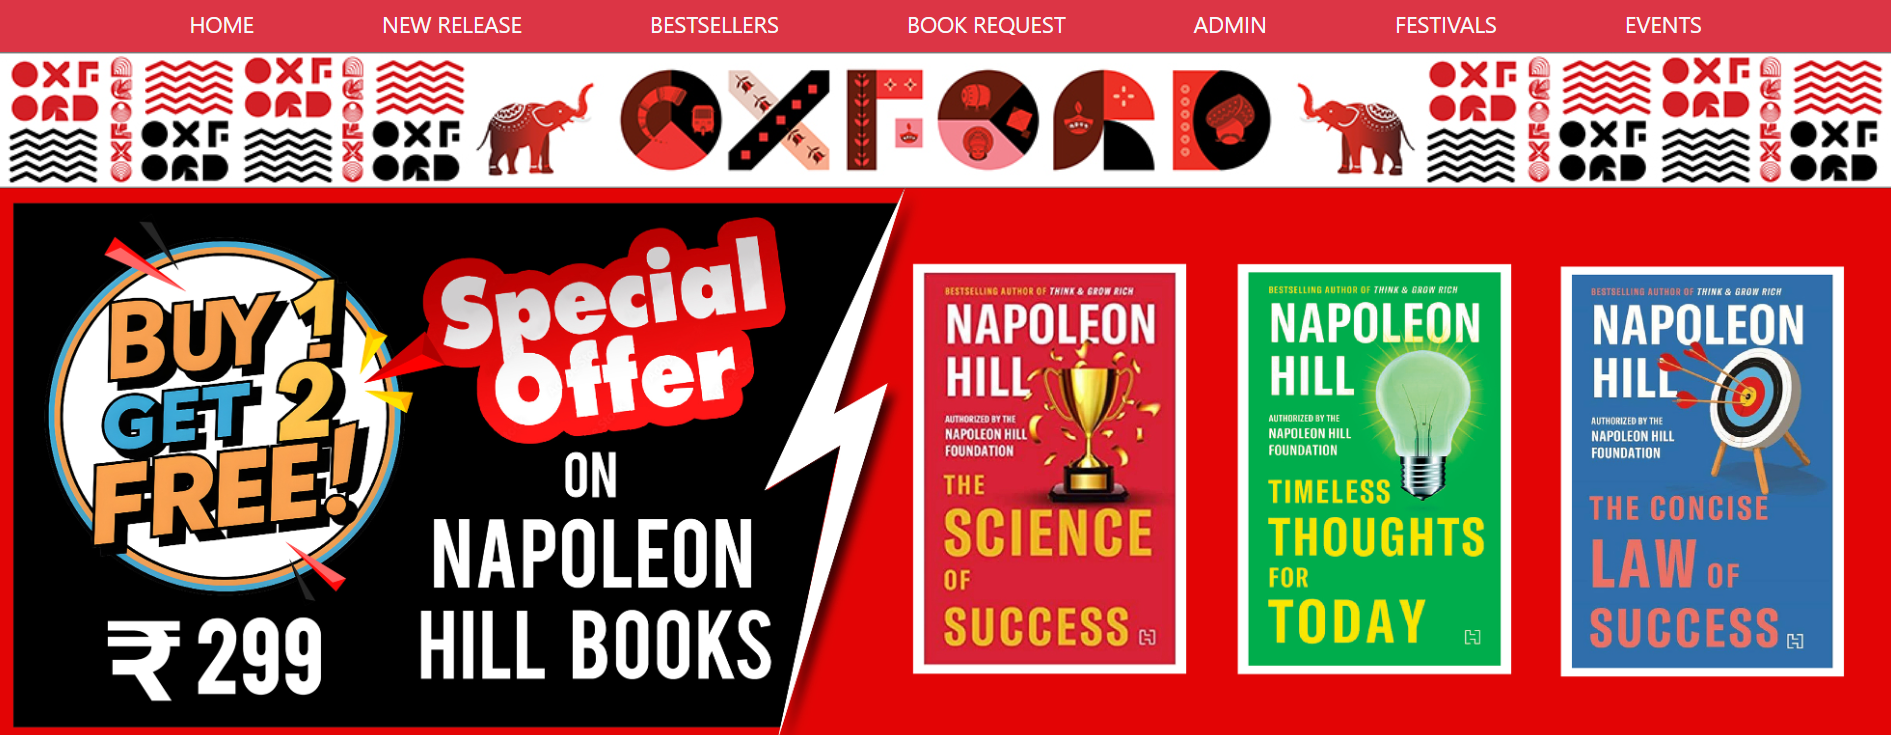 HOME NEW RELEASE BESTSELLERS BOOK REQUEST ADMIN FESTIVALS EVENTS
OXF
ORD
OXFORD
OXF
ORD
OXF
ORD
OXFORD
OXF
ORD
OXFORD
OXF
ORD
OXFORD
OXF
ORD
OXF
ORD
OXFORD
OXF
ORD
BUY 1
GET 2
FREE!
₹ 299
Special
Offer
ON
NAPOLEON
HILL BOOKS
BESTSELLING AUTHOR OF THINK & GROW RICH
NAPOLEON
HILL
AUTHORIZED BY THE
NAPOLEON HILL
FOUNDATION
THE
SCIENCE
OF
SUCCESS
BESTSELLING AUTHOR OF THINK & GROW RICH
NAPOLEON
HILL
AUTHORIZED BY THE
NAPOLEON HILL
FOUNDATION
TIMELESS
THOUGHTS
FOR
TODAY
BESTSELLING AUTHOR OF THINK & GROW RICH
NAPOLEON
HILL
AUTHORIZED BY THE
NAPOLEON HILL
FOUNDATION
THE CONCISE
LAW OF
SUCCESS